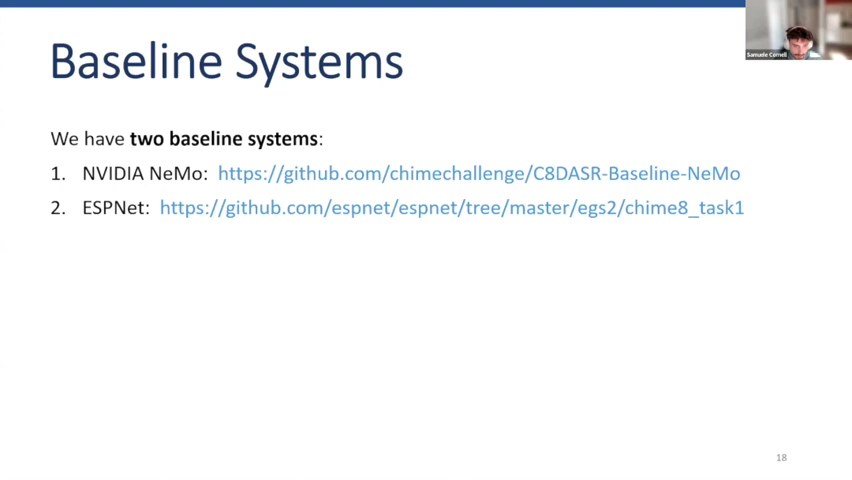 Baseline Systems
We have two baseline systems:
1. NVIDIA NeMo: https://github.com/chimechallenge/C8DASR-Baseline-NeMo
2. ESPNet: https://github.com/espnet/espnet/tree/master/egs2/chime8_task1
Samuele Cornell
18